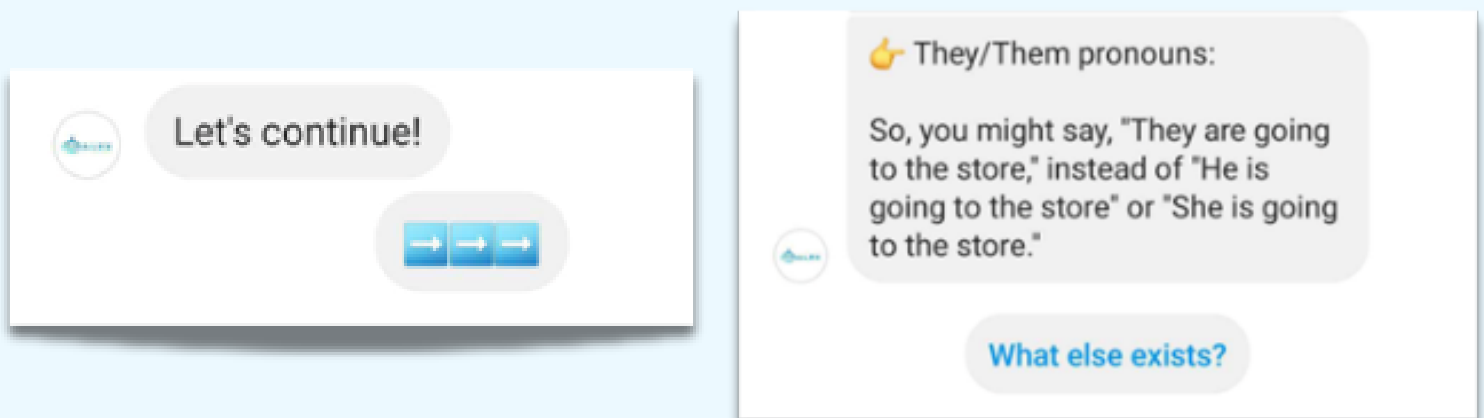 Let's continue!
➡️➡️➡️
👉 They/Them pronouns:
So, you might say, "They are going
to the store," instead of "He is
going to the store" or "She is going
to the store."
What else exists?